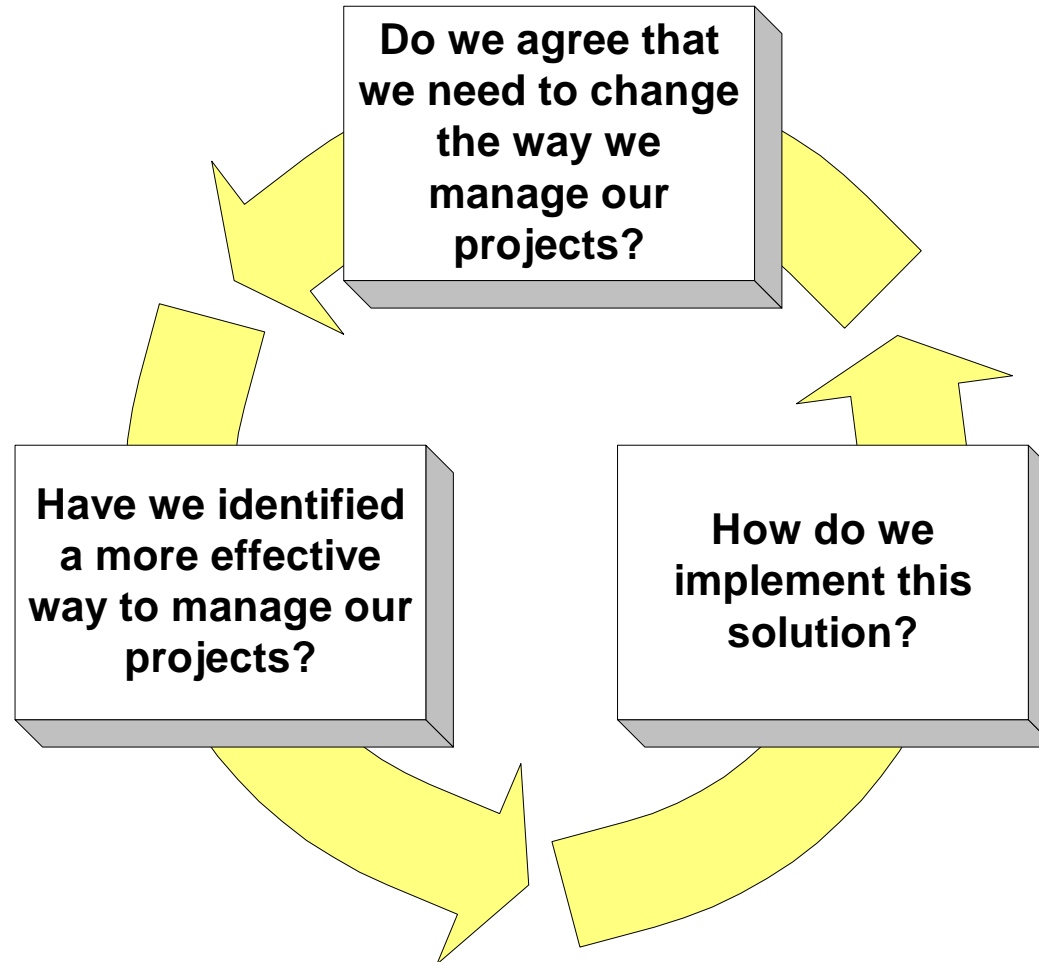 Do we agree that
we need to change
the way we
manage our
projects?
Have we identified
a more effective
way to manage our
projects?
How do we
implement this
solution?